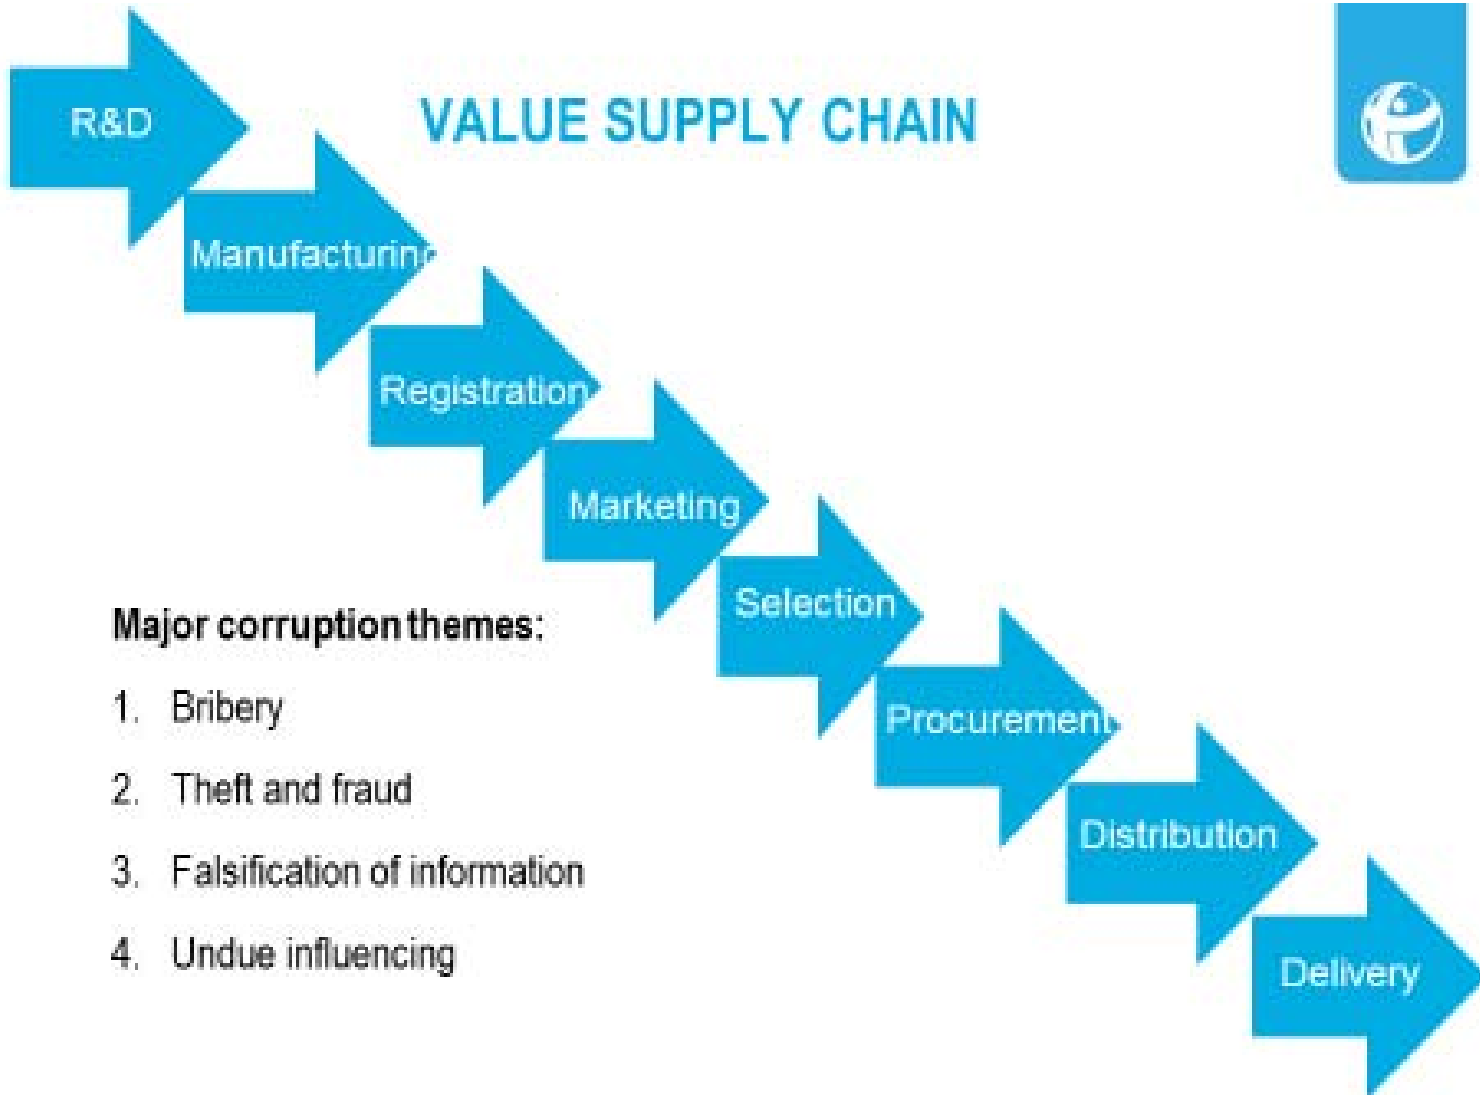 VALUE SUPPLY CHAIN
R&D
Manufacturing
Registration
Marketing
Selection
Procurement
Distribution
Delivery
Major corruption themes:
1. Bribery
2. Theft and fraud
3. Falsification of information
4. Undue influencing